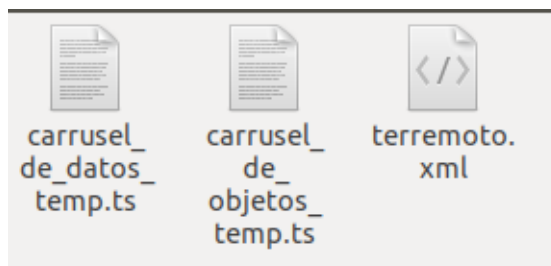 carrusel_
de_datos_
temp.ts
carrusel_
de_
objetos_
temp.ts
terremoto.
xml